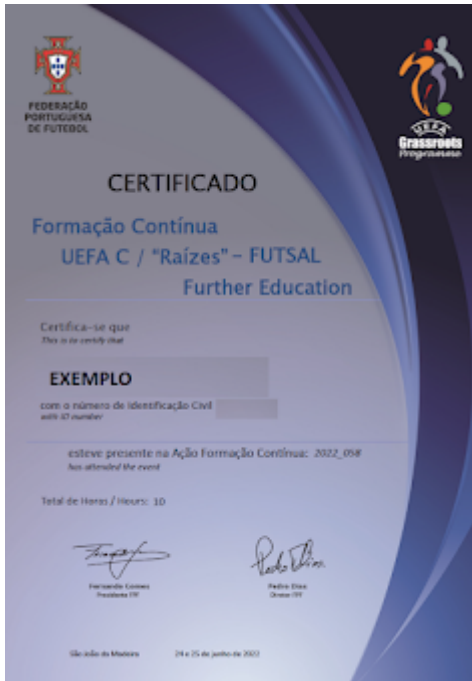 FEDERAÇÃO
PORTUGUESA
DE FUTEBOL
UEFA
Grassroots
Programme
CERTIFICADO
Formação Contínua
UEFA C / "Raízes" – FUTSAL
Further Education
Certifica-se que
This is to certify that
EXEMPLO
com o número de Identificação Civil
with ID number
esteve presente na Ação Formação Contínua: 2022_058
has attended the event
Total de Horas / Hours: 10
Fernando Gomes
Presidente FPF
Pedro Dias
Diretor FPF
São João da Madeira 24 e 25 de junho de 2022